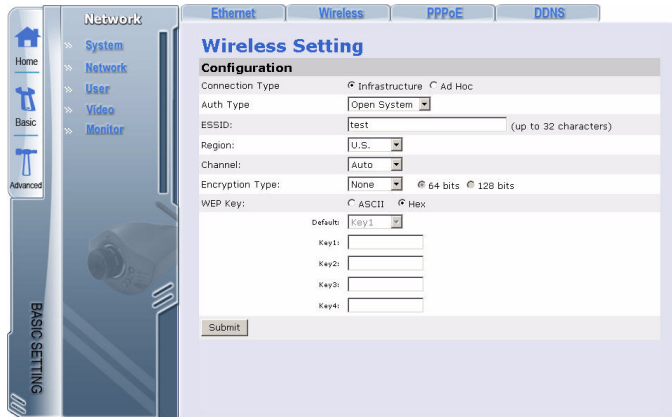 Network
Ethernet Wireless PPPoE DDNS
Home
Basic
Advanced
BASIC SETTING
» System
» Network
» User
» Video
» Monitor
Wireless Setting
Configuration
Connection Type Infrastructure Ad Hoc
Auth Type Open System
ESSID: test (up to 32 characters)
Region: U.S.
Channel: Auto
Encryption Type: None 64 bits 128 bits
WEP Key: ASCII Hex
Default: Key1
Key1:
Key2:
Key3:
Key4:
Submit